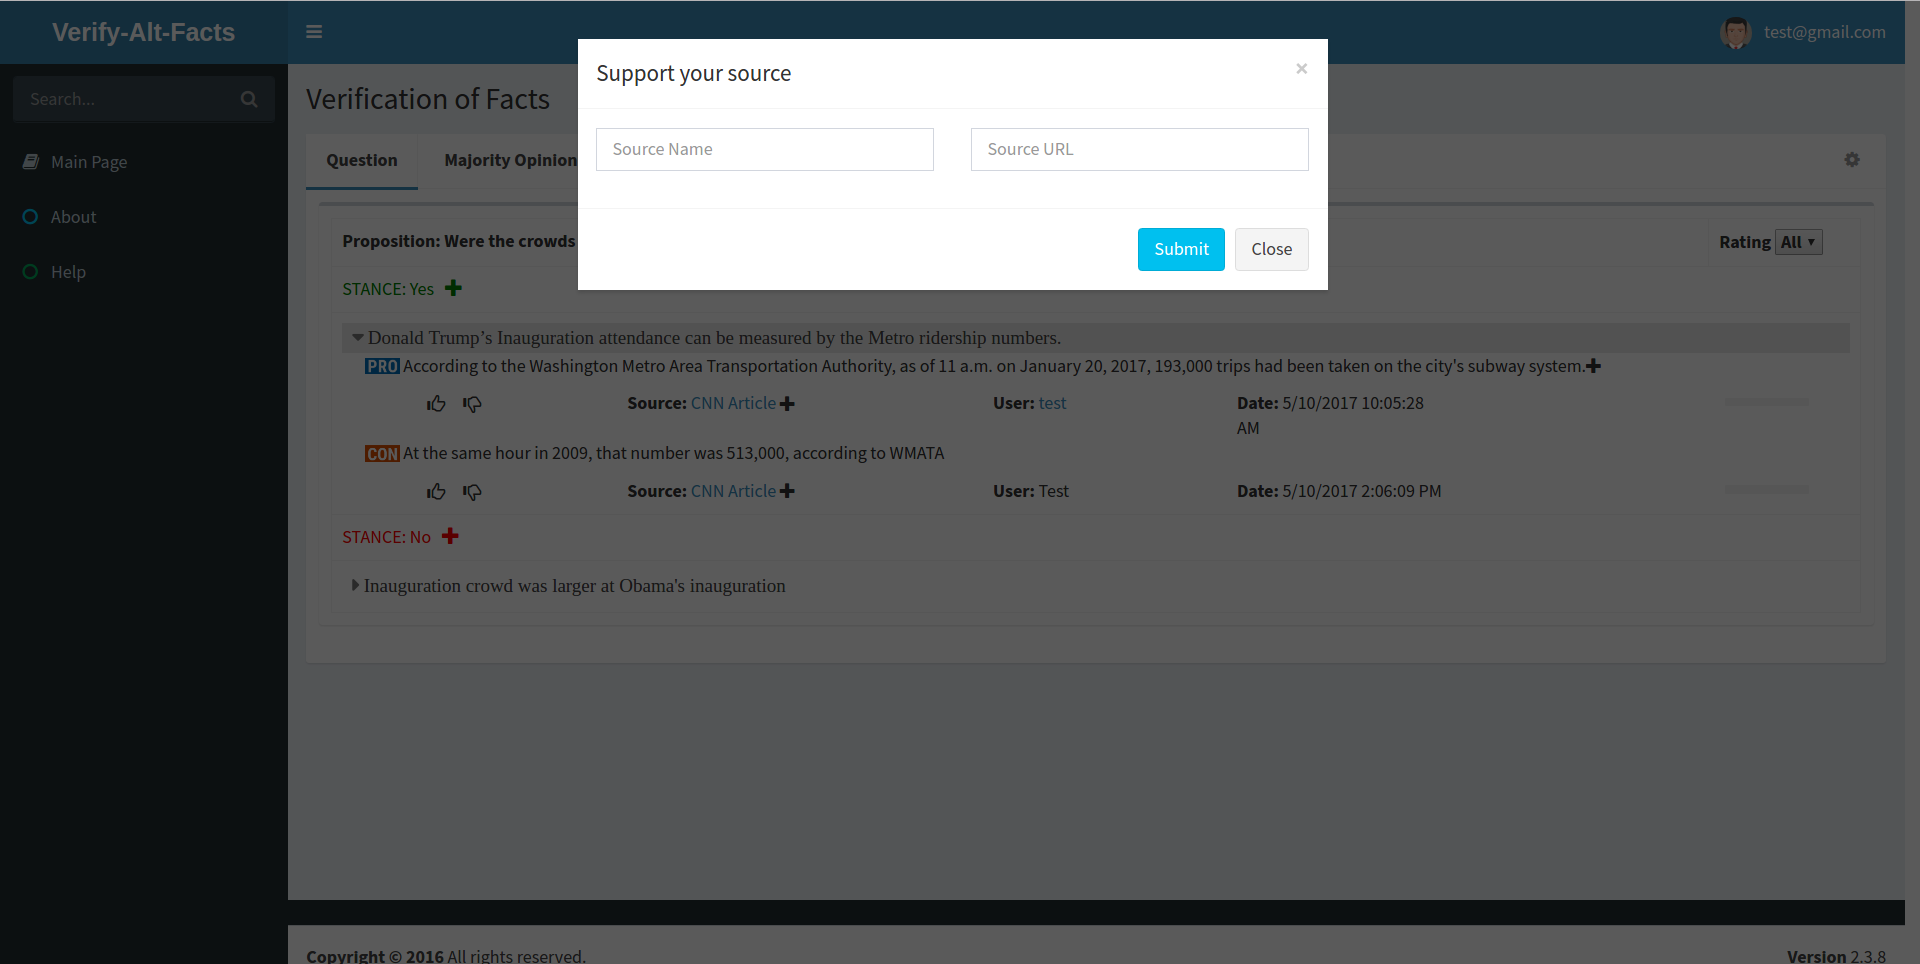 Verify-Alt-Facts
test@gmail.com
Search...
Main Page
About
Help
Support your source
×
Source Name
Source URL
Submit
Close
Verification of Facts
Question
Majority Opinion
Proposition: Were the crowds
Rating All
STANCE: Yes
Donald Trump’s Inauguration attendance can be measured by the Metro ridership numbers.
PRO According to the Washington Metro Area Transportation Authority, as of 11 a.m. on January 20, 2017, 193,000 trips had been taken on the city's subway system.
Source: CNN Article
User: test
Date: 5/10/2017 10:05:28
AM
CON At the same hour in 2009, that number was 513,000, according to WMATA
Source: CNN Article
User: Test
Date: 5/10/2017 2:06:09 PM
STANCE: No
Inauguration crowd was larger at Obama's inauguration
Copyright © 2016 All rights reserved.
Version 2.3.8